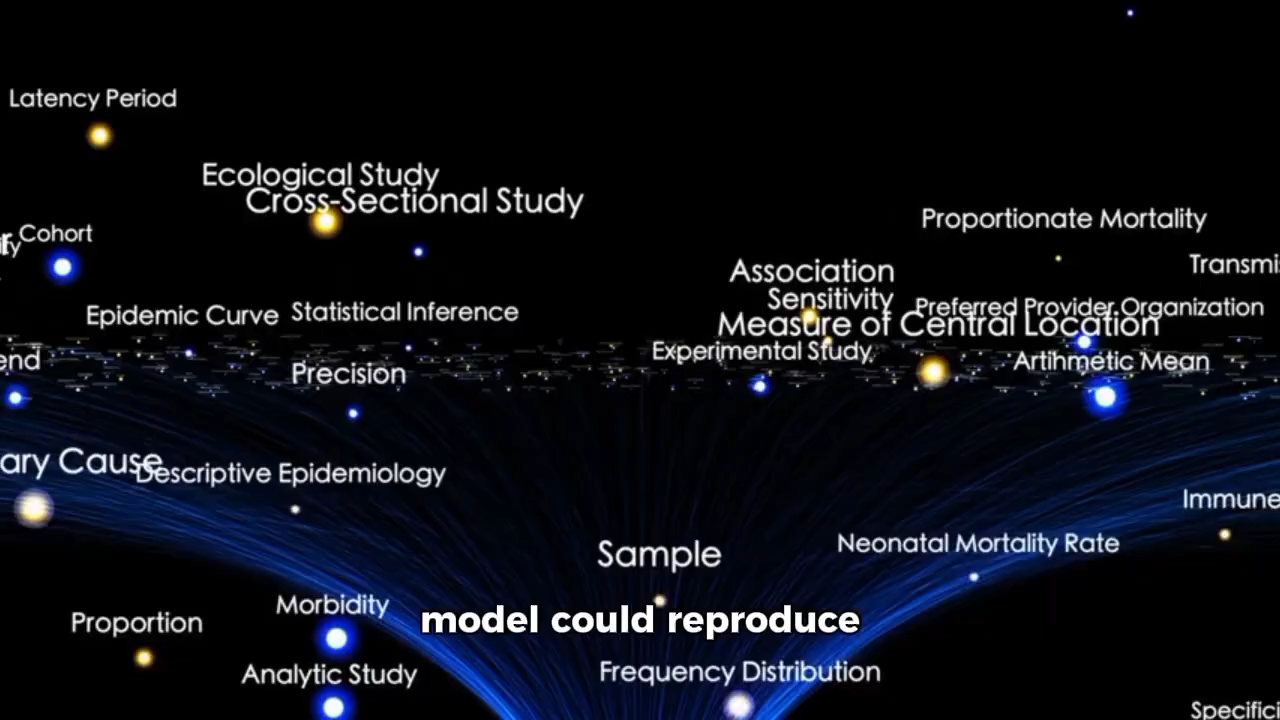 Latency Period
Ecological Study
Cross-Sectional Study
Cohort
Proportionate Mortality
Association
Transmis
Sensitivity
Preferred Provider Organization
Epidemic Curve
Statistical Inference
Measure of Central Location
Experimental Study
end
Precision
Artihmetic Mean
ary Cause
Descriptive Epidemiology
Immune
Sample
Neonatal Mortality Rate
Morbidity
Proportion
model could reproduce
Analytic Study
Frequency Distribution
Specifici